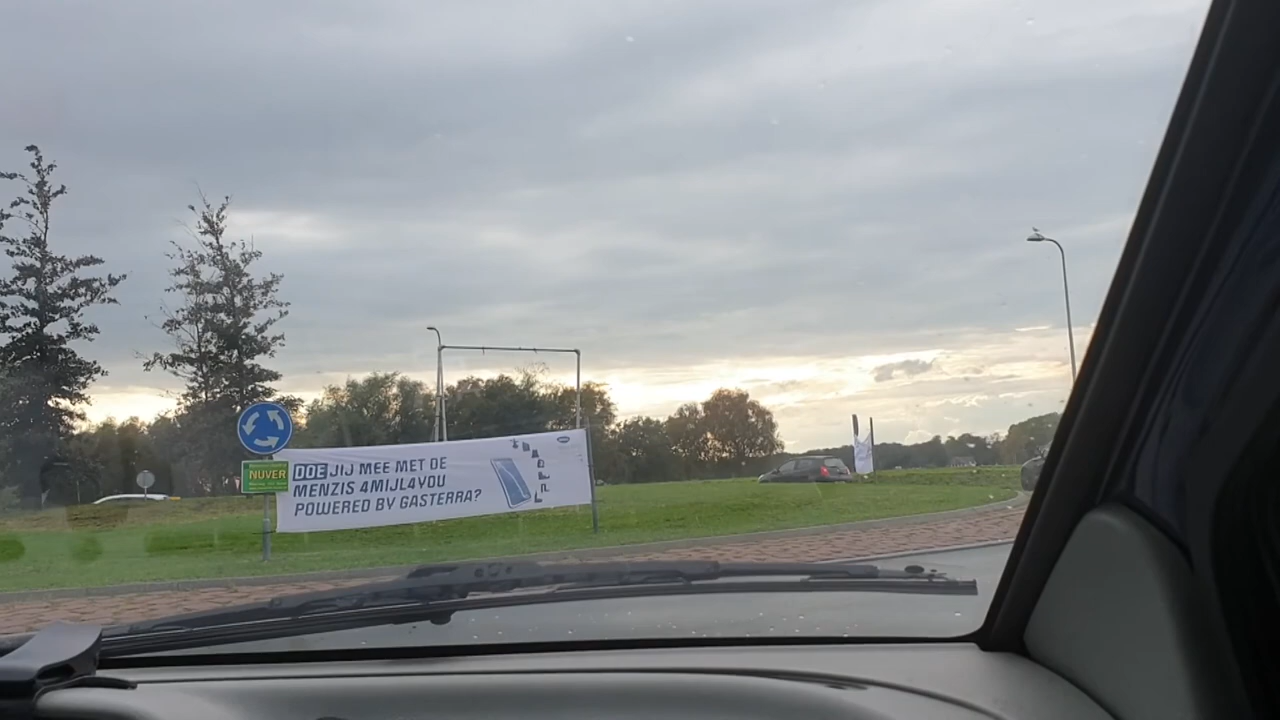 NUVER
DOE JIJ MEE MET DE
MENZIS 4MIJL4YOU
POWERED BY GASTERRA?